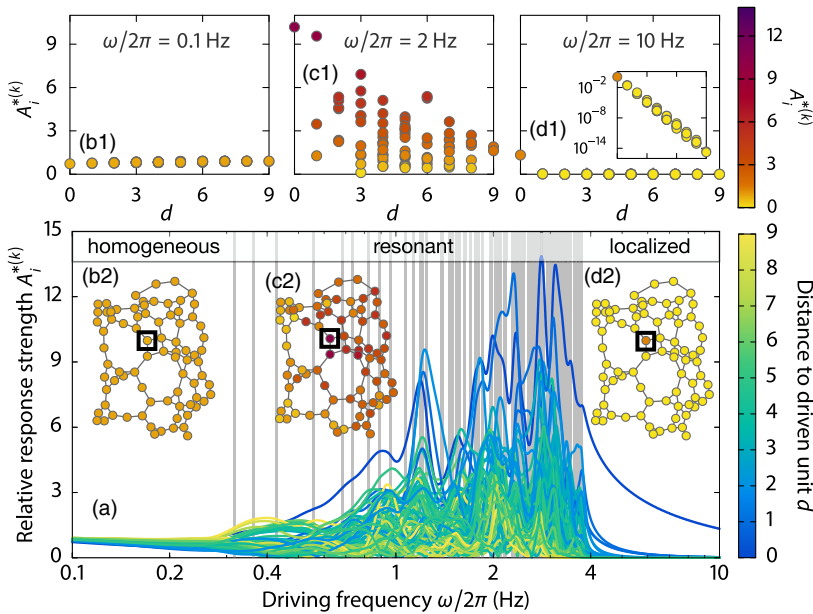 10
7
3
0
A_i^{*(k)}
ω/2π = 0.1 Hz
(b1)
0 3 6 9
d
ω/2π = 2 Hz
(c1)
0 3 6 9
d
ω/2π = 10 Hz
(d1)
10^{-2}
10^{-8}
10^{-14}
0 3 6 9
d
12
9
6
3
0
A_i^{*(k)}
15
12
9
6
3
0
Relative response strength A_i^{*(k)}
homogeneous resonant localized
(b2) (c2) (d2)
(a)
0.1 0.2 0.4 1 2 4 10
Driving frequency ω/2π (Hz)
9
8
7
6
5
4
3
2
1
0
Distance to driven unit d